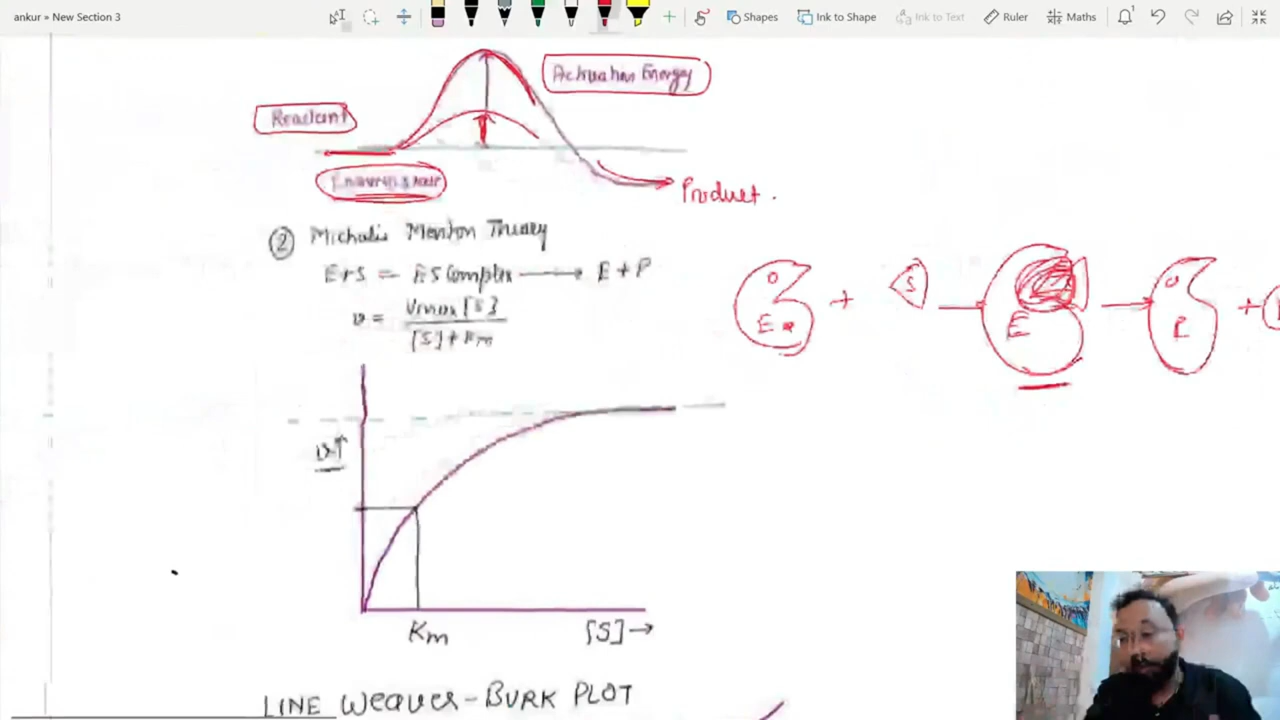 ankur » New Section 3
Shapes
Ink to Shape
Ink to Text
Ruler
Maths
Activation Energy
Reactant
Product .
② Michalis Menton Theory
E+S = ES Complex → E + P
v = Vmax [S]
[S] + Km
O
E
+
S
E
O
E
+
v↑
Km
[S] →
LINE WEAVER - BURK PLOT